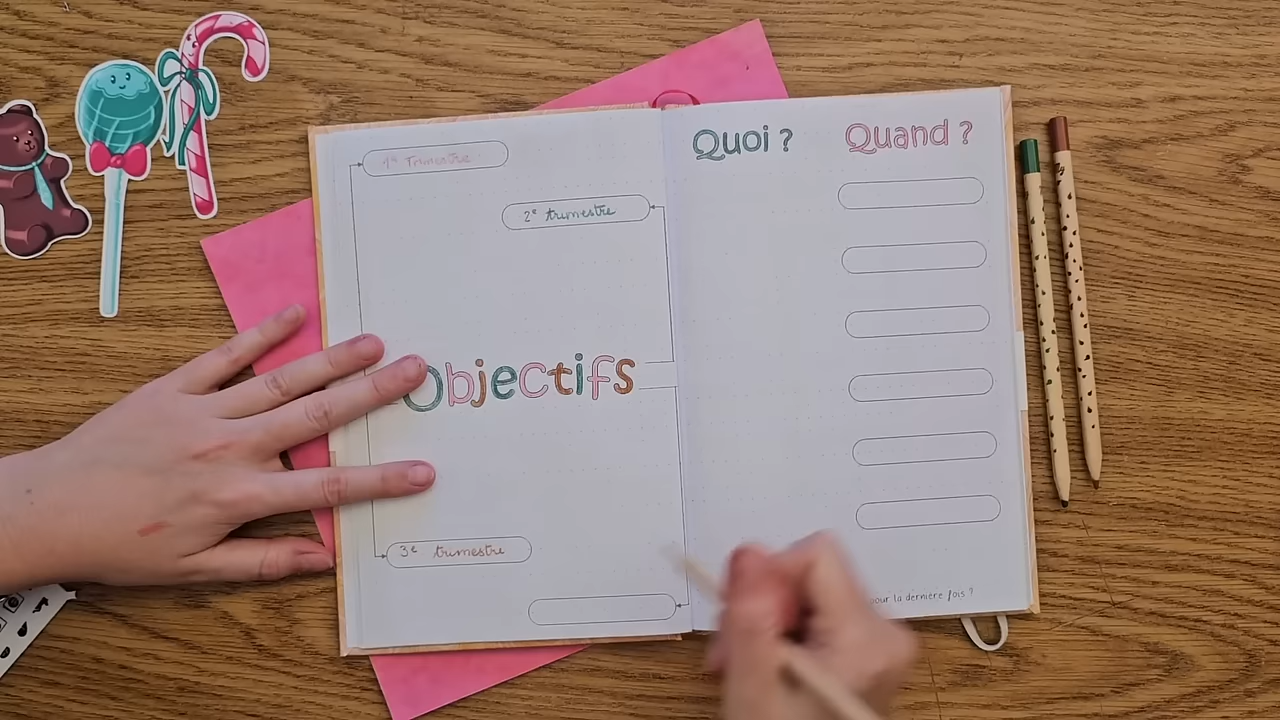 1er Trimestre
2e trimestre
Objectifs
3e trimestre
Quoi ?
Quand ?
pour la dernière fois ?